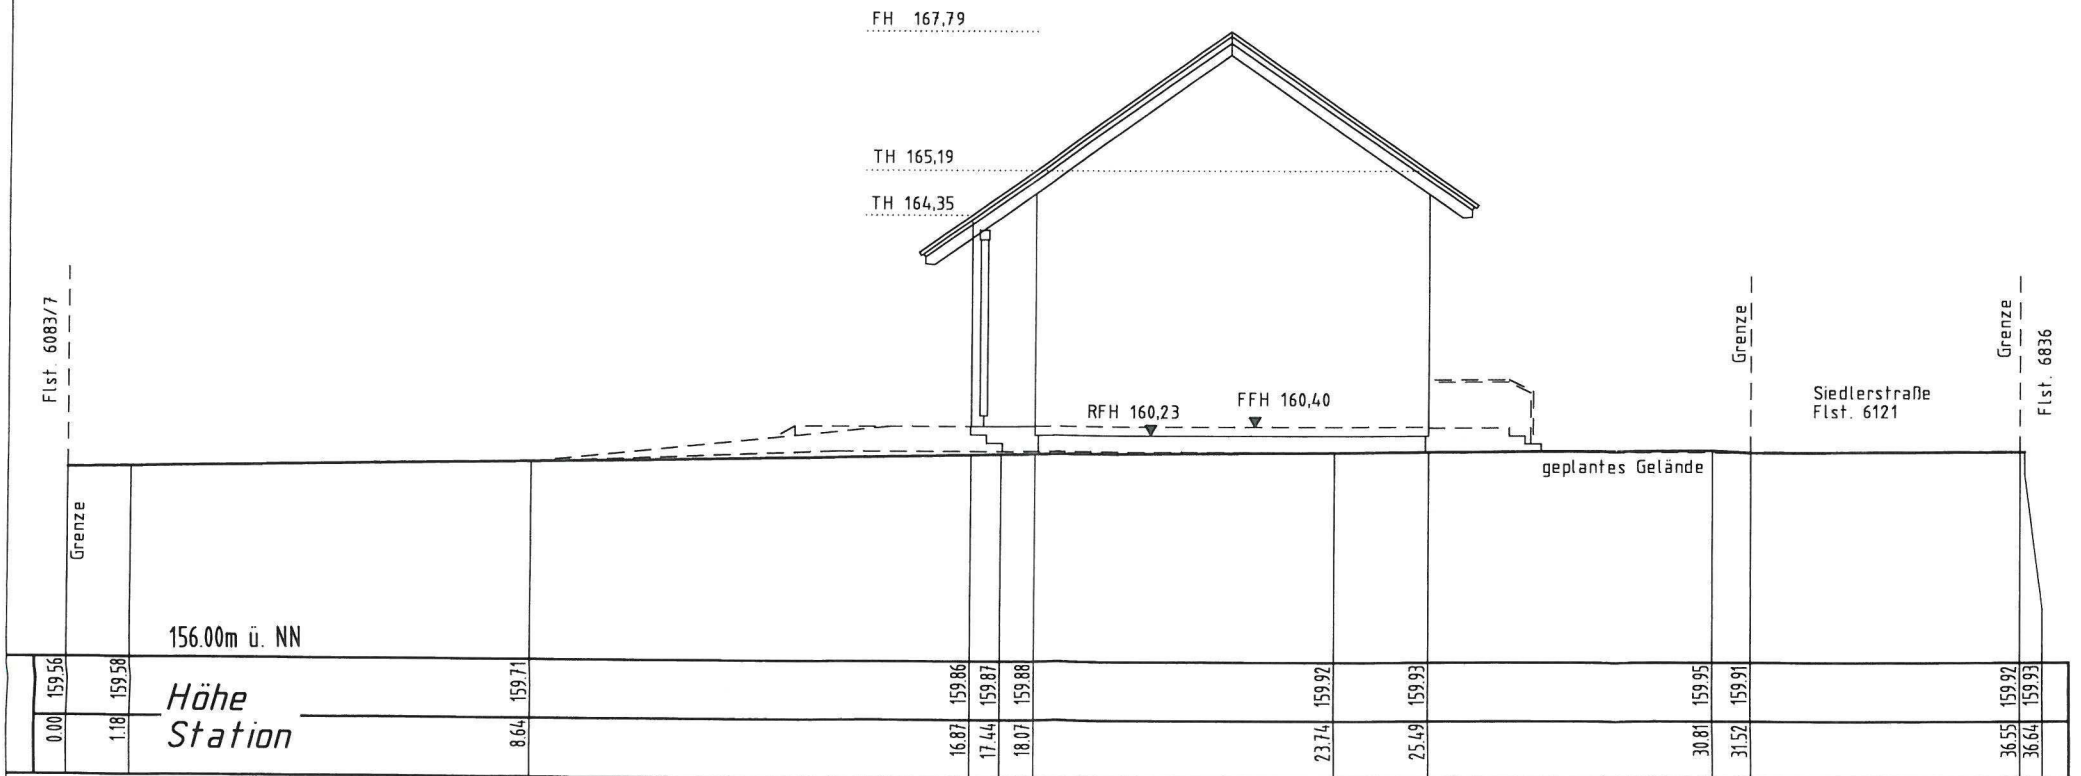 FH 167,79
TH 165,19
TH 164,35
Flst. 6083/7
Grenze
RFH 160,23
FFH 160,40
Grenze
Siedlerstraße
Flst. 6121
Grenze
Flst. 6836
geplantes Gelände
156.00m ü. NN
Höhe
159.56 159.58 159.71 159.86 159.87 159.88 159.92 159.93 159.95 159.91 159.92 159.93
Station
0.00 1.18 8.64 16.87 17.44 18.07 23.74 25.49 30.81 31.52 36.55 36.64